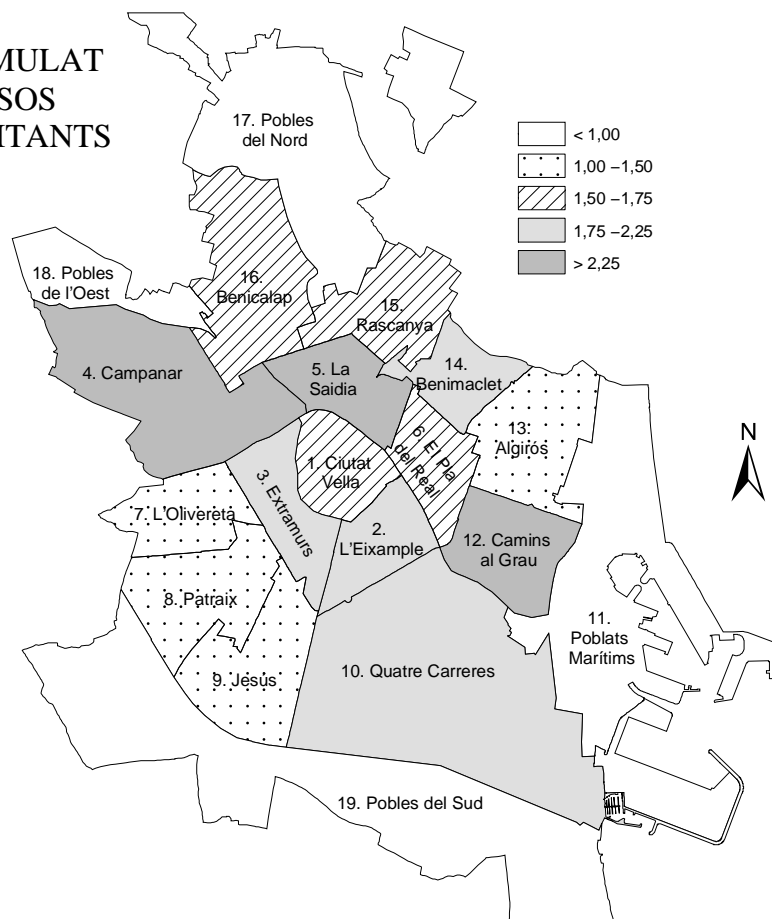 MULAT
SOS
ITANTS
17. Pobles
del Nord
< 1,00
1,00 –1,50
1,50 –1,75
1,75 –2,25
> 2,25
18. Pobles
de l'Oest
16.
Benicalap
15.
Rascanya
4. Campanar
5. La
Saidia
14.
Benimaclet
13.
Algirós
6. El Pla
del Real
1. Ciutat
Vella
3. Extramurs
N
7. L'Olivereta
2.
L'Eixample
12. Camins
al Grau
8. Patraix
11.
Poblats
Marítims
9. Jesús
10. Quatre Carreres
19. Pobles del Sud